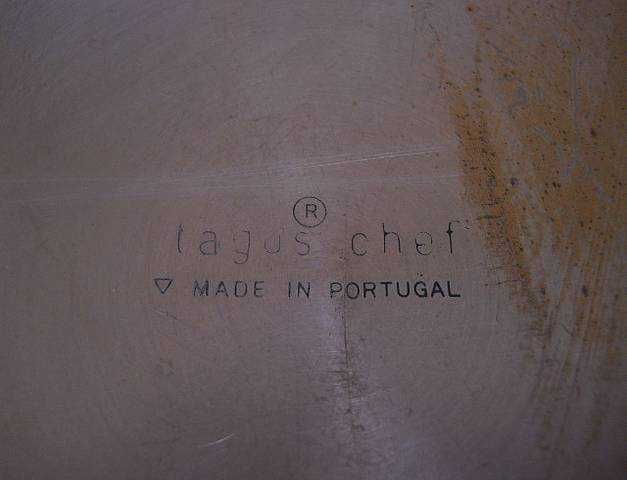 ®
tagus chef
▽ MADE IN PORTUGAL